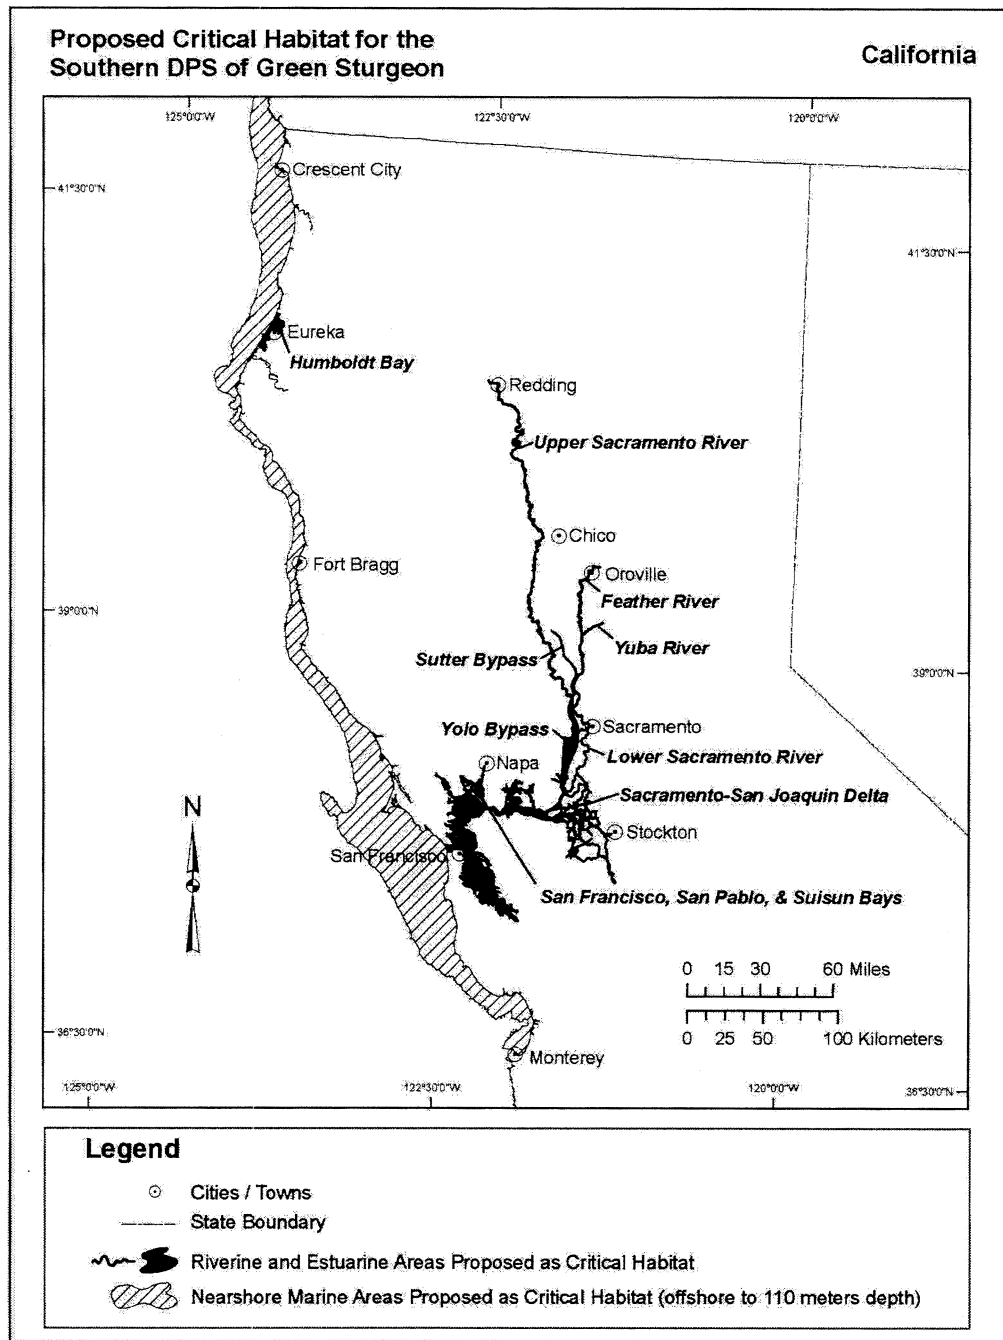 Proposed Critical Habitat for the
Southern DPS of Green Sturgeon
California
125°0'0"W
122°30'0"W
120°0'0"W
Crescent City
41°30'0"N
41°30'0"N
Eureka
Humboldt Bay
Redding
Upper Sacramento River
Chico
Fort Bragg
Oroville
Feather River
39°0'0"N
Yuba River
Sutter Bypass
39°0'0"N
Yolo Bypass
Sacramento
Lower Sacramento River
Napa
Sacramento-San Joaquin Delta
N
Stockton
San Francisco
San Francisco, San Pablo, & Suisun Bays
0 15 30 60 Miles
0 25 50 100 Kilometers
36°30'0"N
Monterey
125°0'0"W
122°30'0"W
120°0'0"W
36°30'0"N
Legend
Cities / Towns
State Boundary
Riverine and Estuarine Areas Proposed as Critical Habitat
Nearshore Marine Areas Proposed as Critical Habitat (offshore to 110 meters depth)